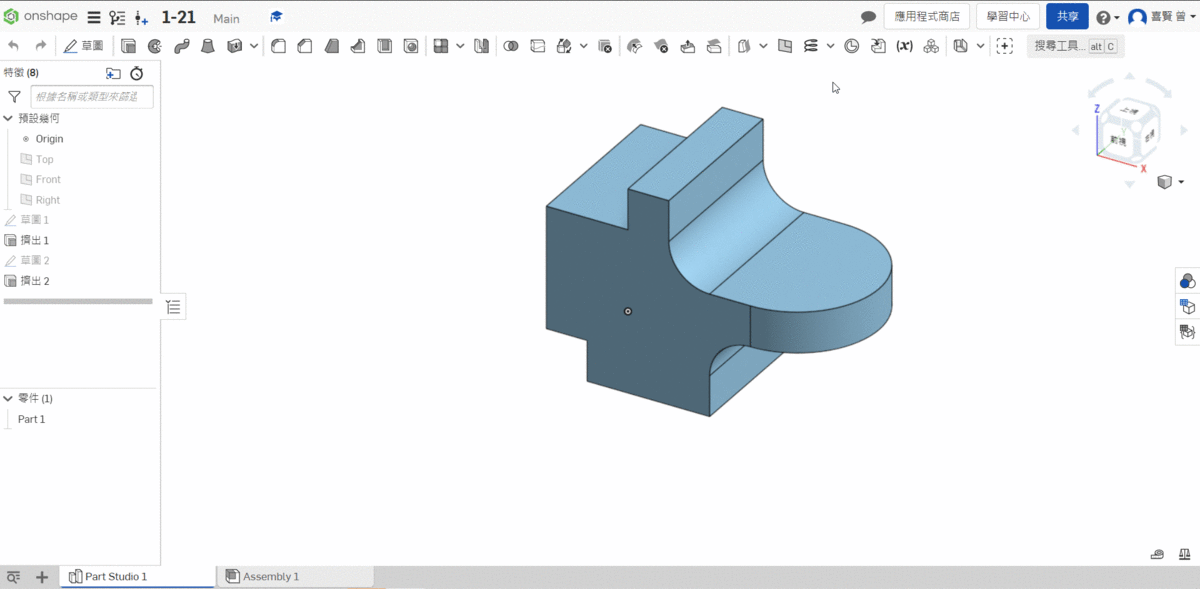 onshape 1-21 Main 應用程式商店 學習中心 共享 喜賢 曾
草圖 (x) 搜尋工具... alt C
特徵 (8)
根據名稱或類型來篩選
預設幾何
Origin
Top
Front
Right
草圖 1
擠出 1
草圖 2
擠出 2
零件 (1)
Part 1
Z
上視
前視
右視
X
Part Studio 1 Assembly 1